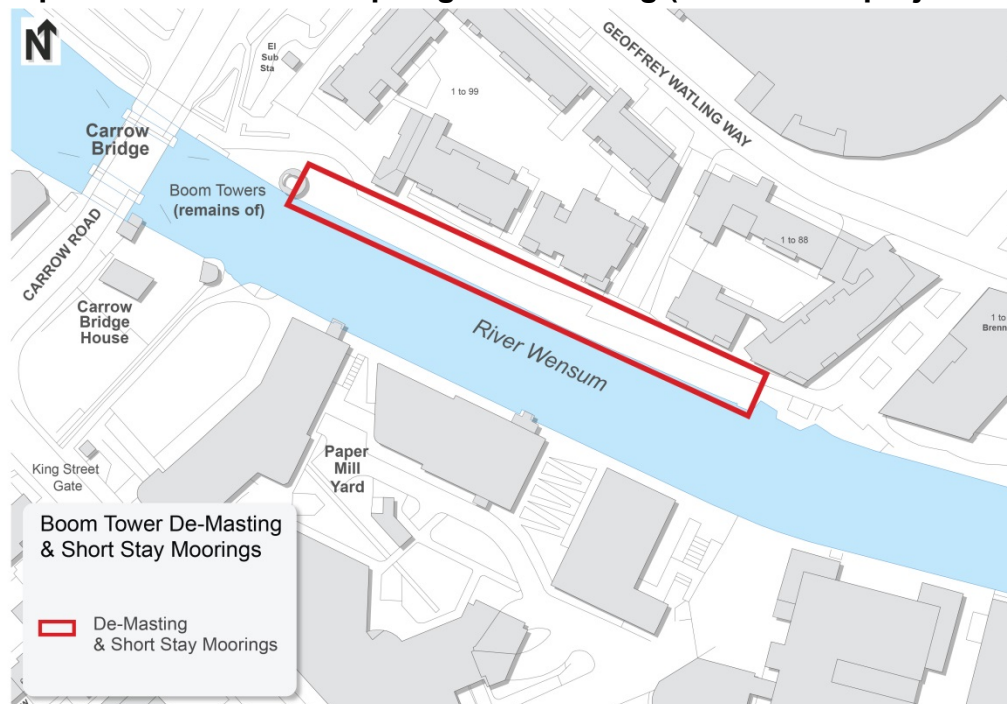 N
El
Sub
Sta
1 to 99
GEOFFREY WATLING WAY
Carrow
Bridge
Boom Towers
(remains of)
1 to 88
CARROW ROAD
Carrow
Bridge
House
River Wensum
1 to
Brenn
Paper
Mill
Yard
King Street
Gate
Boom Tower De-Masting
& Short Stay Moorings
De-Masting
& Short Stay Moorings